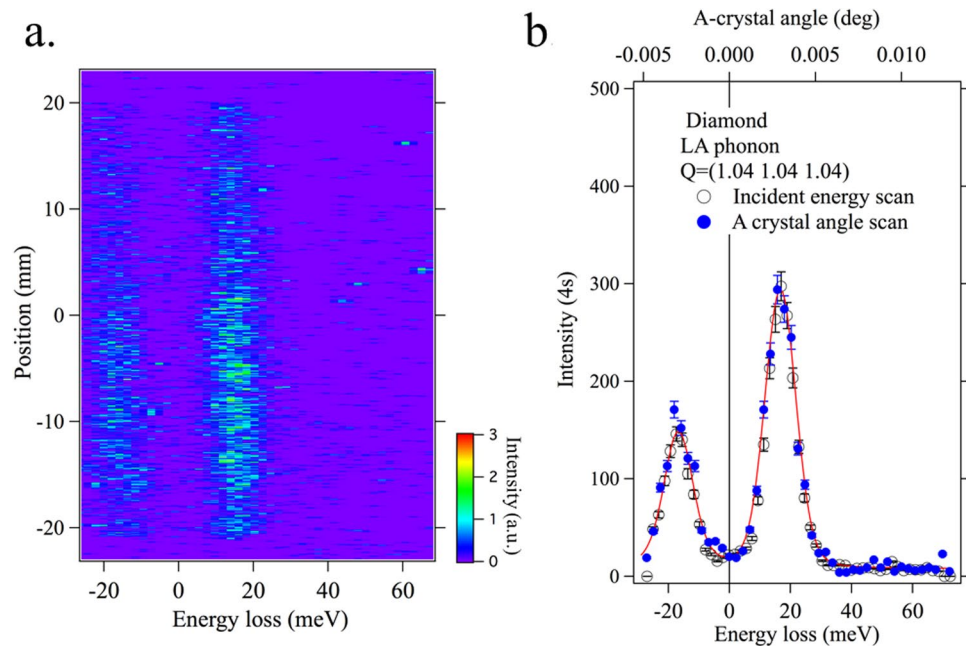 a.
20
10
0
-10
-20
Position (mm)
-20 0 20 40 60
Energy loss (meV)
3
2
1
0
Intensity (a.u.)
b
A-crystal angle (deg)
-0.005 0.000 0.005 0.010
500
400
300
200
100
0
Intensity (4s)
Diamond
LA phonon
Q=(1.04 1.04 1.04)
Incident energy scan
A crystal angle scan
-20 0 20 40 60
Energy loss (meV)